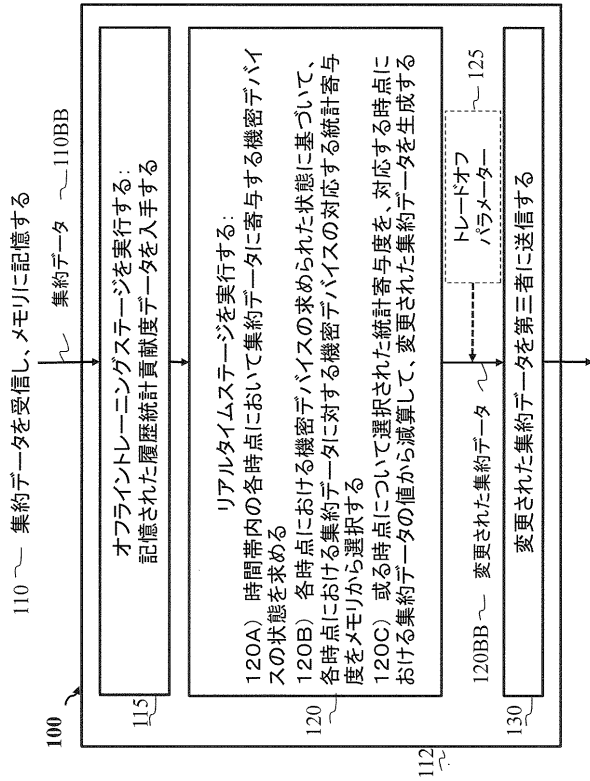 100
110 集約データを受信し、メモリに記憶する
集約データ 110BB
オフライントレーニングステージを実行する:
記憶された履歴統計貢献度データを入手する
115
リアルタイムステージを実行する:
120A) 時間帯内の各時点において集約データに寄与する機密デバイ
スの状態を求める
120B) 各時点における機密デバイスの求められた状態に基づいて、
各時点における集約データに対する機密デバイスの対応する統計寄与
度をメモリから選択する
120C) 或る時点について選択された統計寄与度を、対応する時点に
おける集約データの値から減算して、変更された集約データを生成する
120
112
120BB 変更された集約データ
トレードオフ
パラメーター
125
変更された集約データを第三者に送信する
130